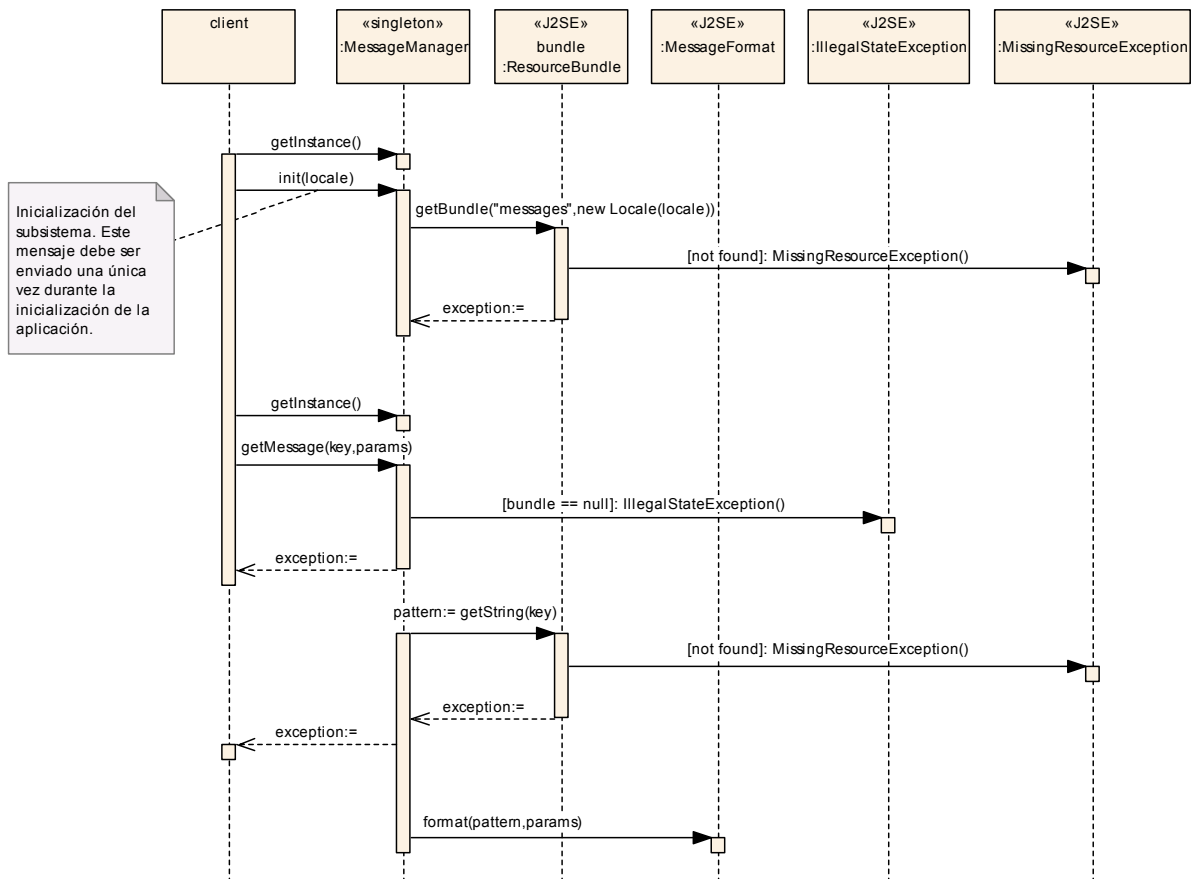 client
«singleton»
:MessageManager
«J2SE»
bundle
:ResourceBundle
«J2SE»
:MessageFormat
«J2SE»
:IllegalStateException
«J2SE»
:MissingResourceException
getInstance()
init(locale)
Inicialización del
subsistema. Este
mensaje debe ser
enviado una única
vez durante la
inicialización de la
aplicación.
getBundle("messages",new Locale(locale))
[not found]: MissingResourceException()
exception:=
getInstance()
getMessage(key,params)
[bundle == null]: IllegalStateException()
exception:=
pattern:= getString(key)
[not found]: MissingResourceException()
exception:=
exception:=
format(pattern,params)